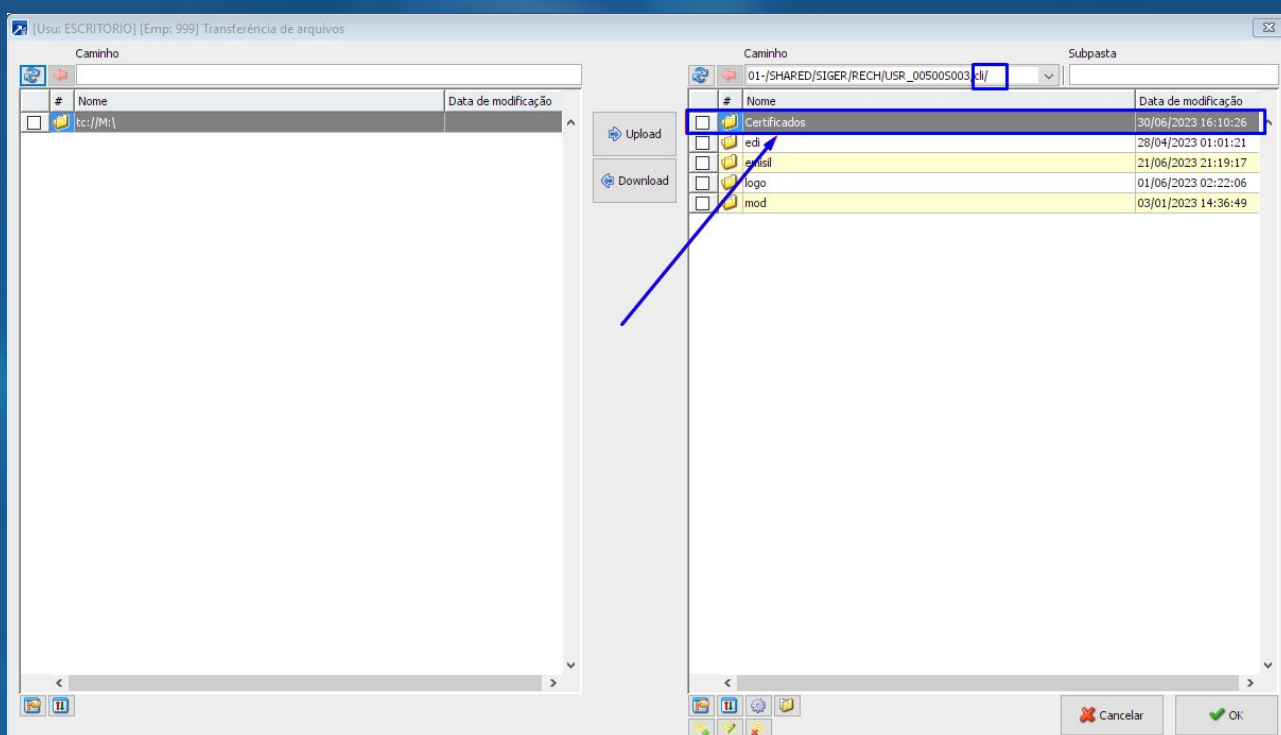 [Usu: ESCRITORIO] [Emp: 999] Transferência de arquivos
Caminho
# Nome Data de modificação
tc://M:\
Upload
Download
Caminho Subpasta
01-/SHARED/SIGER/RECH/USR_005005003/cli/
# Nome Data de modificação
Certificados 30/06/2023 16:10:26
edi 28/04/2023 01:01:21
emisil 21/06/2023 21:19:17
logo 01/06/2023 02:22:06
mod 03/01/2023 14:36:49
Cancelar OK